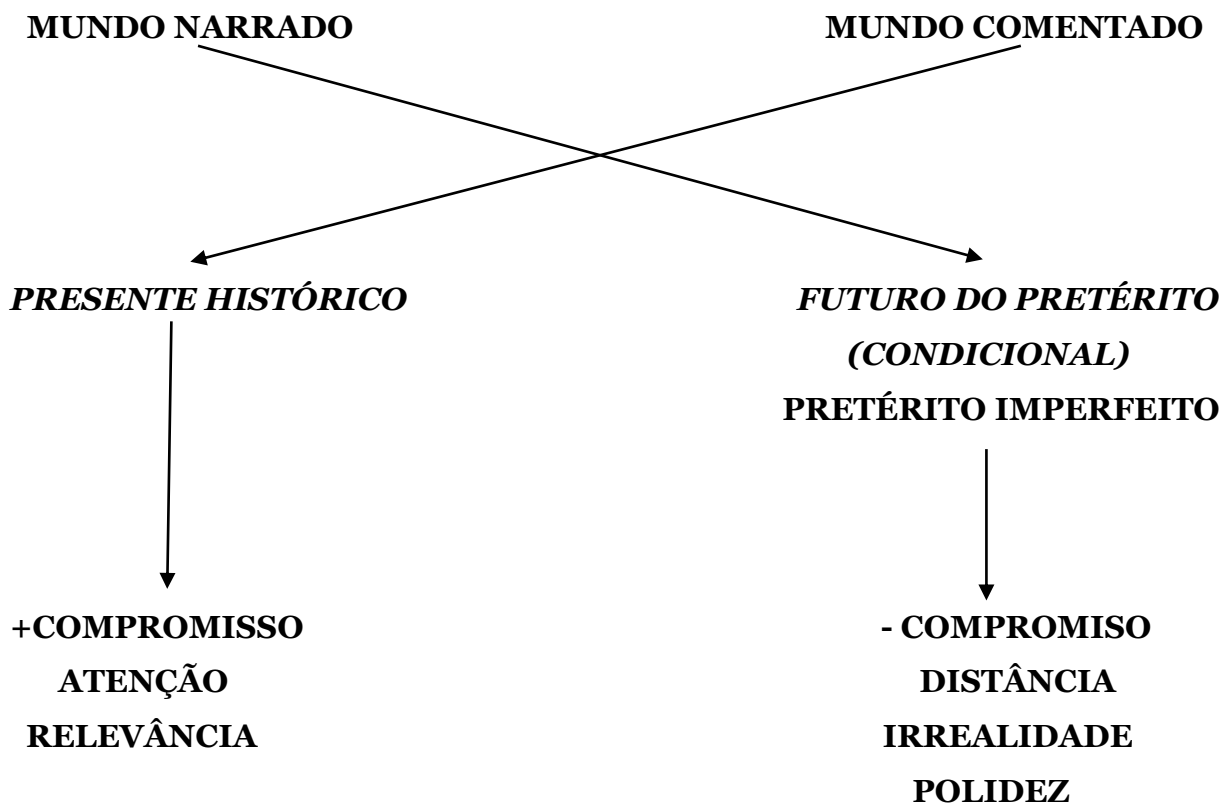 MUNDO NARRADO
MUNDO COMENTADO
PRESENTE HISTÓRICO
FUTURO DO PRETÉRITO
(CONDICIONAL)
PRETÉRITO IMPERFEITO
+COMPROMISSO
ATENÇÃO
RELEVÂNCIA
- COMPROMISO
DISTÂNCIA
IRREALIDADE
POLIDEZ